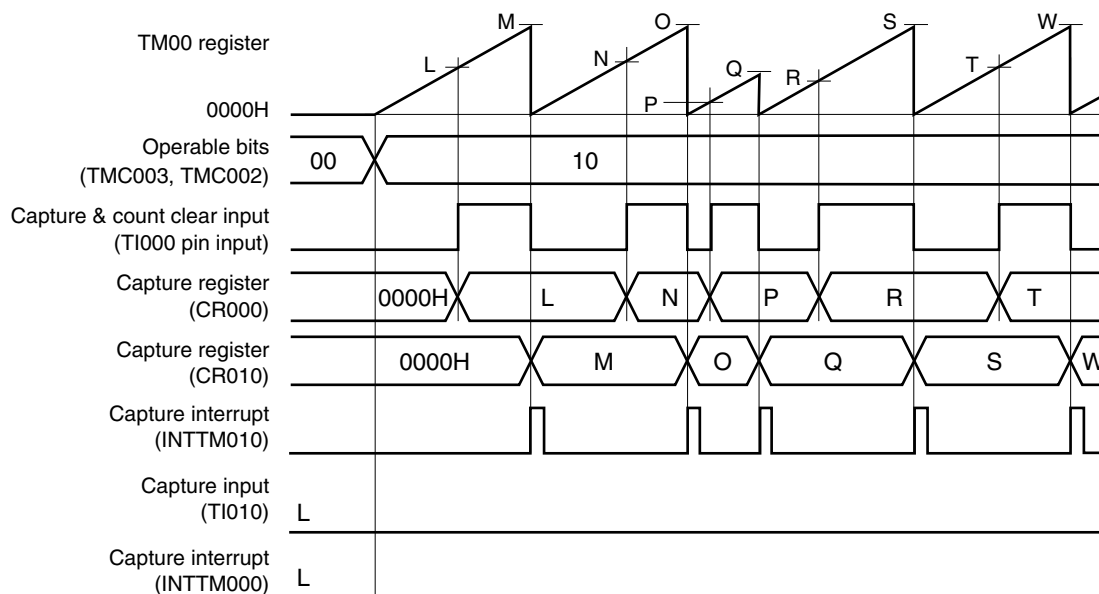 M
O
S
W
TM00 register
L
N
Q
R
T
P
0000H
Operable bits
(TMC003, TMC002)
00
10
Capture & count clear input
(TI000 pin input)
Capture register
(CR000)
0000H
L
N
P
R
T
Capture register
(CR010)
0000H
M
O
Q
S
W
Capture interrupt
(INTTM010)
Capture input
(TI010)
L
Capture interrupt
(INTTM000)
L